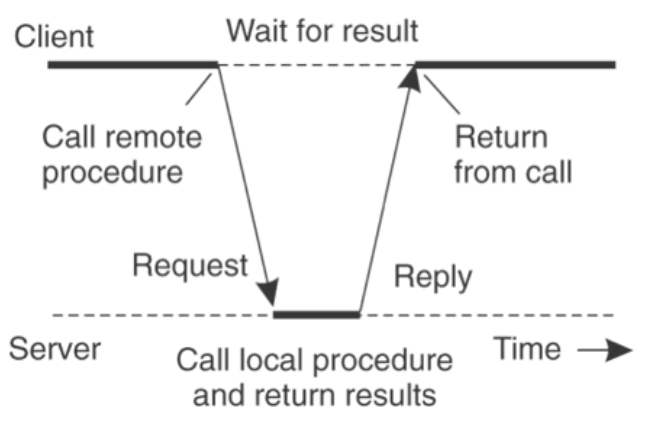 Client
Wait for result
Call remote
procedure
Return
from call
Request
Reply
Server
Call local procedure
and return results
Time